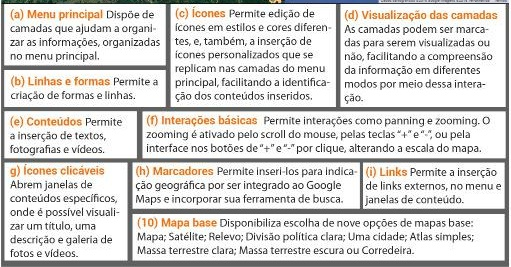 (a) Menu principal Dispõe de
camadas que ajudam a organi-
zar as informações, organizadas
no menu principal.
(b) Linhas e formas Permite a
criação de formas e linhas.
(c) Ícones Permite edição de
ícones em estilos e cores diferen-
tes, e, também, a inserção de
ícones personalizados que se
replicam nas camadas do menu
principal, facilitando a identifica-
ção dos conteúdos inseridos.
(d) Visualização das camadas
As camadas podem ser marca-
das para serem visualizadas ou
não, facilitando a compreensão
da informação em diferentes
modos por meio dessa intera-
ção.
(e) Conteúdos Permite
a inserção de textos,
fotografias e vídeos.
(f) Interações básicas Permite interações como panning e zooming. O
zooming é ativado pelo scroll do mouse, pelas teclas "+" e "-", ou pela
interface nos botões de "+" e "-" por clique, alterando a escala do mapa.
g) Ícones clicáveis
Abrem janelas de
conteúdos específicos,
onde é possível visuali-
zar um título, uma
descrição e galeria de
fotos e vídeos.
(h) Marcadores Permite inseri-los para indica-
ção geográfica por ser integrado ao Google
Maps e incorporar sua ferramenta de busca.
(i) Links Permite a inserção
de links externos, no menu e
janelas de conteúdo.
(10) Mapa base Disponibiliza escolha de nove opções de mapas base:
Mapa; Satélite; Relevo; Divisão política clara; Uma cidade; Atlas simples;
Massa terrestre clara; Massa terrestre escura ou Corredeira.